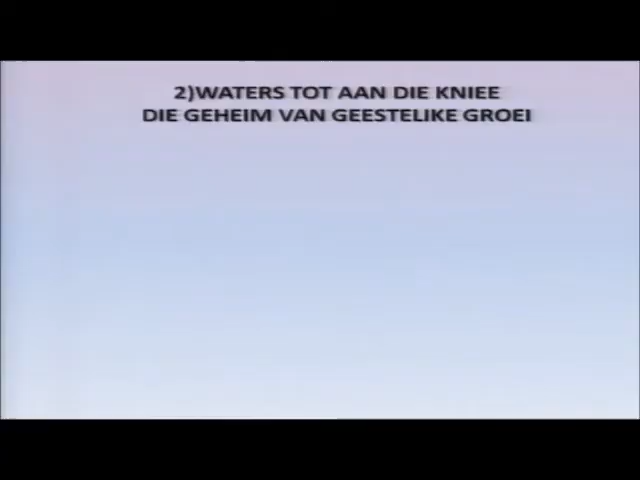 2)WATERS TOT AAN DIE KNIEE
DIE GEHEIM VAN GEESTELIKE GROEI